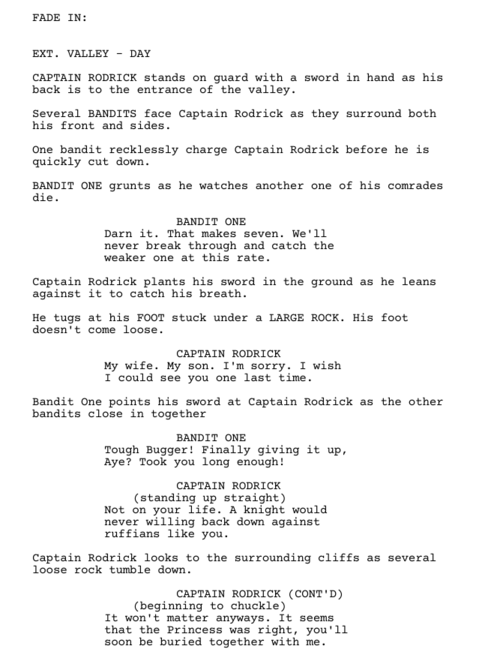 FADE IN:
EXT. VALLEY - DAY
CAPTAIN RODRICK stands on guard with a sword in hand as his
back is to the entrance of the valley.
Several BANDITS face Captain Rodrick as they surround both
his front and sides.
One bandit recklessly charge Captain Rodrick before he is
quickly cut down.
BANDIT ONE grunts as he watches another one of his comrades
die.
BANDIT ONE
Darn it. That makes seven. We'll
never break through and catch the
weaker one at this rate.
Captain Rodrick plants his sword in the ground as he leans
against it to catch his breath.
He tugs at his FOOT stuck under a LARGE ROCK. His foot
doesn't come loose.
CAPTAIN RODRICK
My wife. My son. I'm sorry. I wish
I could see you one last time.
Bandit One points his sword at Captain Rodrick as the other
bandits close in together
BANDIT ONE
Tough Bugger! Finally giving it up,
Aye? Took you long enough!
CAPTAIN RODRICK
(standing up straight)
Not on your life. A knight would
never willing back down against
ruffians like you.
Captain Rodrick looks to the surrounding cliffs as several
loose rock tumble down.
CAPTAIN RODRICK (CONT'D)
(beginning to chuckle)
It won't matter anyways. It seems
that the Princess was right, you'll
soon be buried together with me.